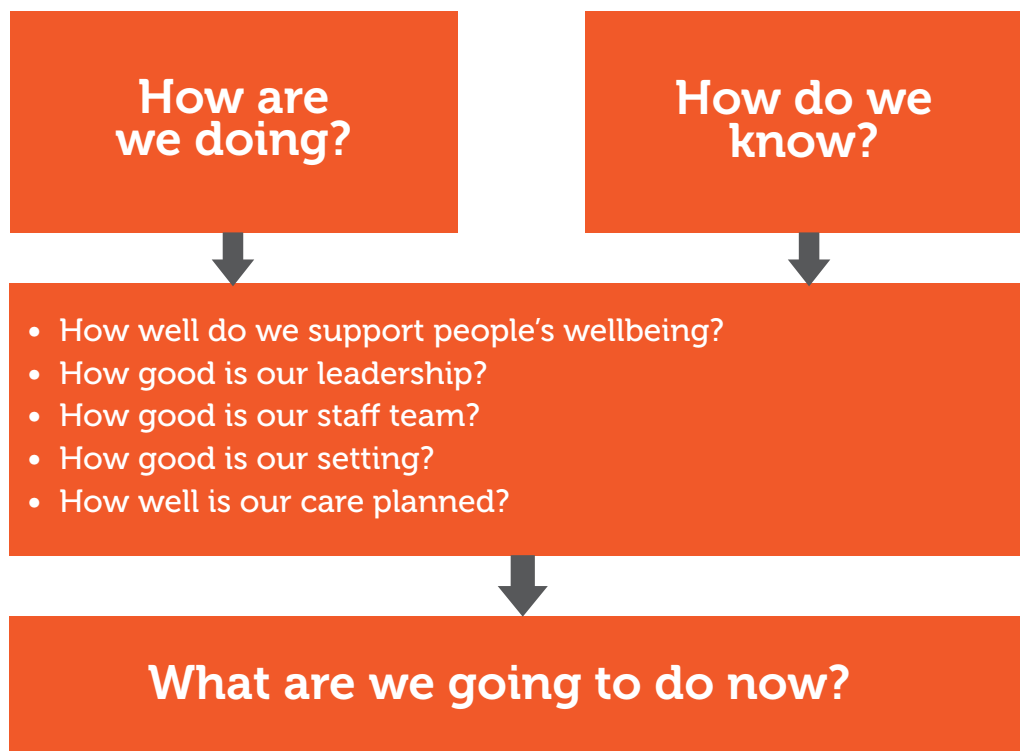 How are
we doing?
How do we
know?
• How well do we support people’s wellbeing?
• How good is our leadership?
• How good is our staff team?
• How good is our setting?
• How well is our care planned?
What are we going to do now?